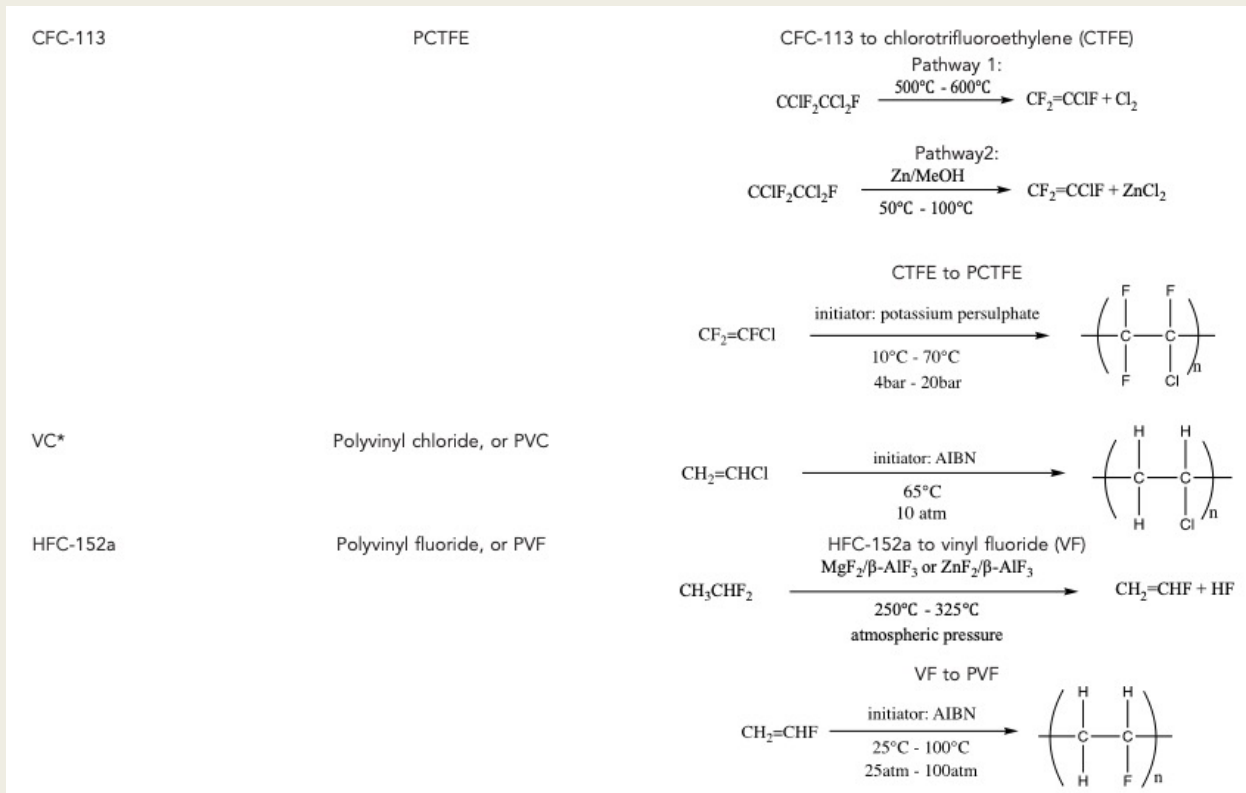 CFC-113 PCTFE CFC-113 to chlorotrifluoroethylene (CTFE)
Pathway 1:
500°C - 600°C
CClF₂CCl₂F CF₂=CClF + Cl₂
Pathway2:
Zn/MeOH
CClF₂CCl₂F CF₂=CClF + ZnCl₂
50°C - 100°C
CTFE to PCTFE
F F
initiator: potassium persulphate
CF₂=CFCl C C
10°C - 70°C
n
F Cl
4bar - 20bar
VC* Polyvinyl chloride, or PVC
H H
initiator: AIBN
CH₂=CHCl C C
65°C
10 atm
n
H Cl
HFC-152a Polyvinyl fluoride, or PVF HFC-152a to vinyl fluoride (VF)
MgF₂/β-AlF₃ or ZnF₂/β-AlF₃
CH₃CHF₂ CH₂=CHF + HF
250°C - 325°C
atmospheric pressure
VF to PVF
H H
initiator: AIBN
CH₂=CHF C C
25°C - 100°C
25atm - 100atm
H F n